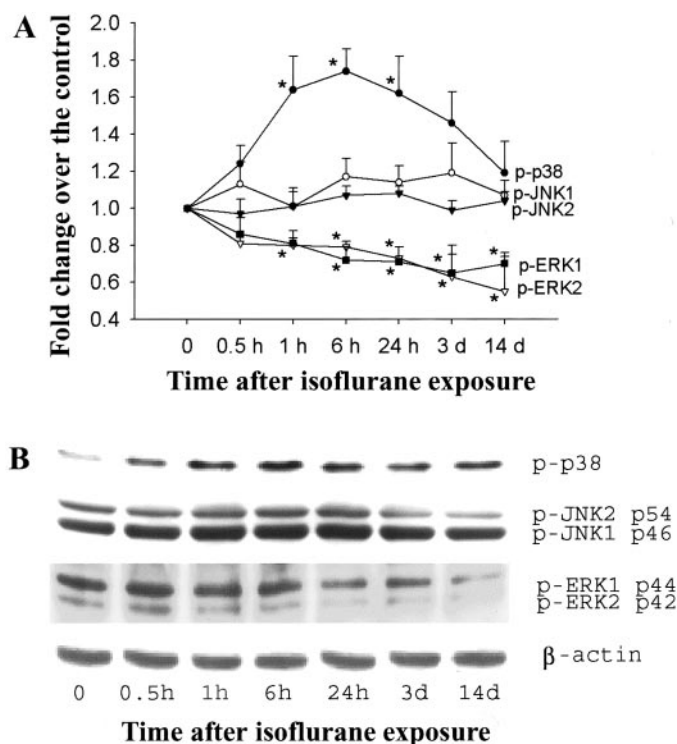 A
Fold change over the control
2.0
1.8
1.6
1.4
1.2
1.0
0.8
0.6
0.4
* * *
p-p38
p-JNK1
p-JNK2
* * * * *
p-ERK1
p-ERK2
* * * *
0 0.5 h 1 h 6 h 24 h 3 d 14 d
Time after isoflurane exposure
B
p-p38
p-JNK2 p54
p-JNK1 p46
p-ERK1 p44
p-ERK2 p42
β-actin
0 0.5h 1h 6h 24h 3d 14d
Time after isoflurane exposure